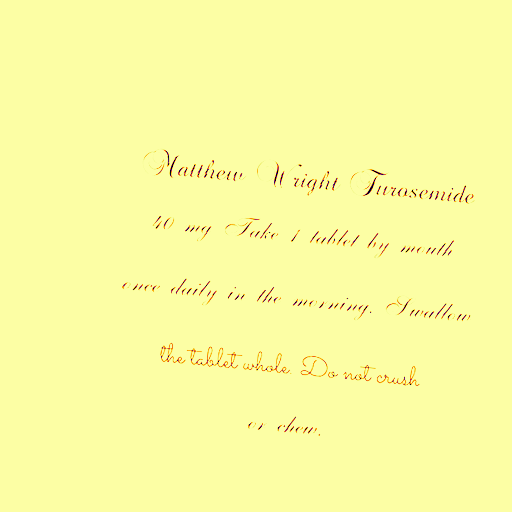 Matthew Wright Furosemide
40 mg Take 1 tablet by mouth
once daily in the morning. Swallow
the tablet whole. Do not crush
or chew.